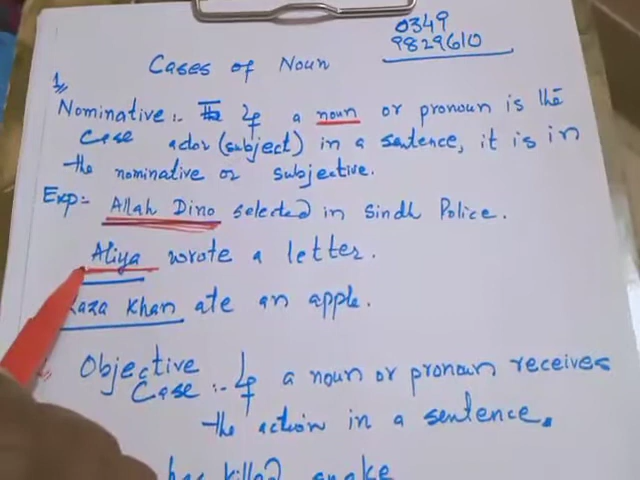 0349
9829610
Cases of Noun
1
Nominative:- If a noun or pronoun is the
Case actor (subject) in a sentence, it is in
the nominative or subjective.
Exp:- Allah Dino selected in Sindh Police.
Aliya wrote a letter.
Raza Khan ate an apple.
Objective If a noun or pronoun receives
Case :- the action in a sentence.
has killed snake